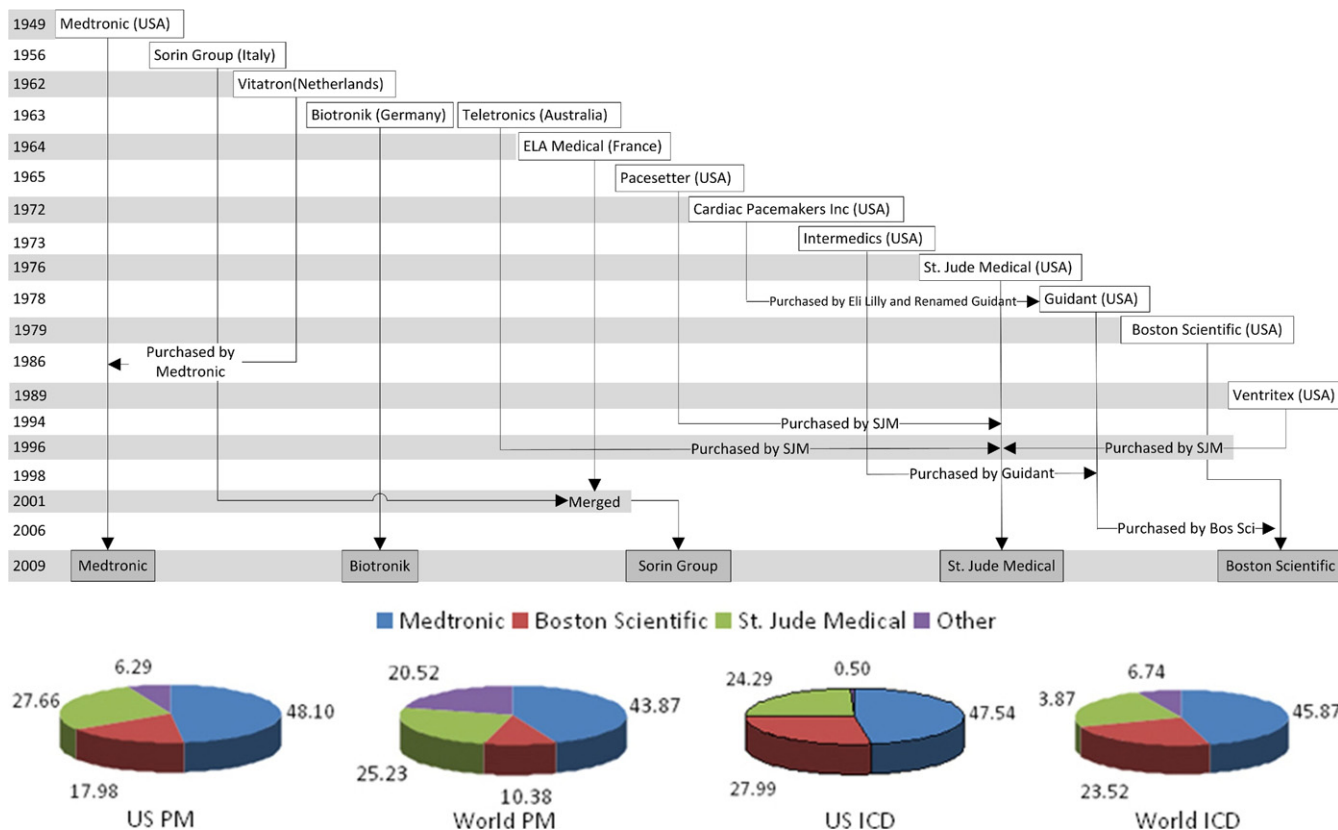 1949 Medtronic (USA)
1956 Sorin Group (Italy)
1962 Vitatron(Netherlands)
1963 Biotronik (Germany) Teletronics (Australia)
1964 ELA Medical (France)
1965 Pacesetter (USA)
1972 Cardiac Pacemakers Inc (USA)
1973 Intermedics (USA)
1976 St. Jude Medical (USA)
1978 Purchased by Eli Lilly and Renamed Guidant Guidant (USA)
1979 Boston Scientific (USA)
1986 Purchased by
Medtronic
1989 Ventritex (USA)
1994 Purchased by SJM
1996 Purchased by SJM Purchased by SJM
1998 Purchased by Guidant
2001 Merged
2006 Purchased by Bos Sci
2009 Medtronic Biotronik Sorin Group St. Jude Medical Boston Scientific
Medtronic Boston Scientific St. Jude Medical Other
6.29
27.66
48.10
17.98
US PM
20.52
43.87
25.23
10.38
World PM
0.50
24.29
47.54
27.99
US ICD
6.74
3.87
45.87
23.52
World ICD